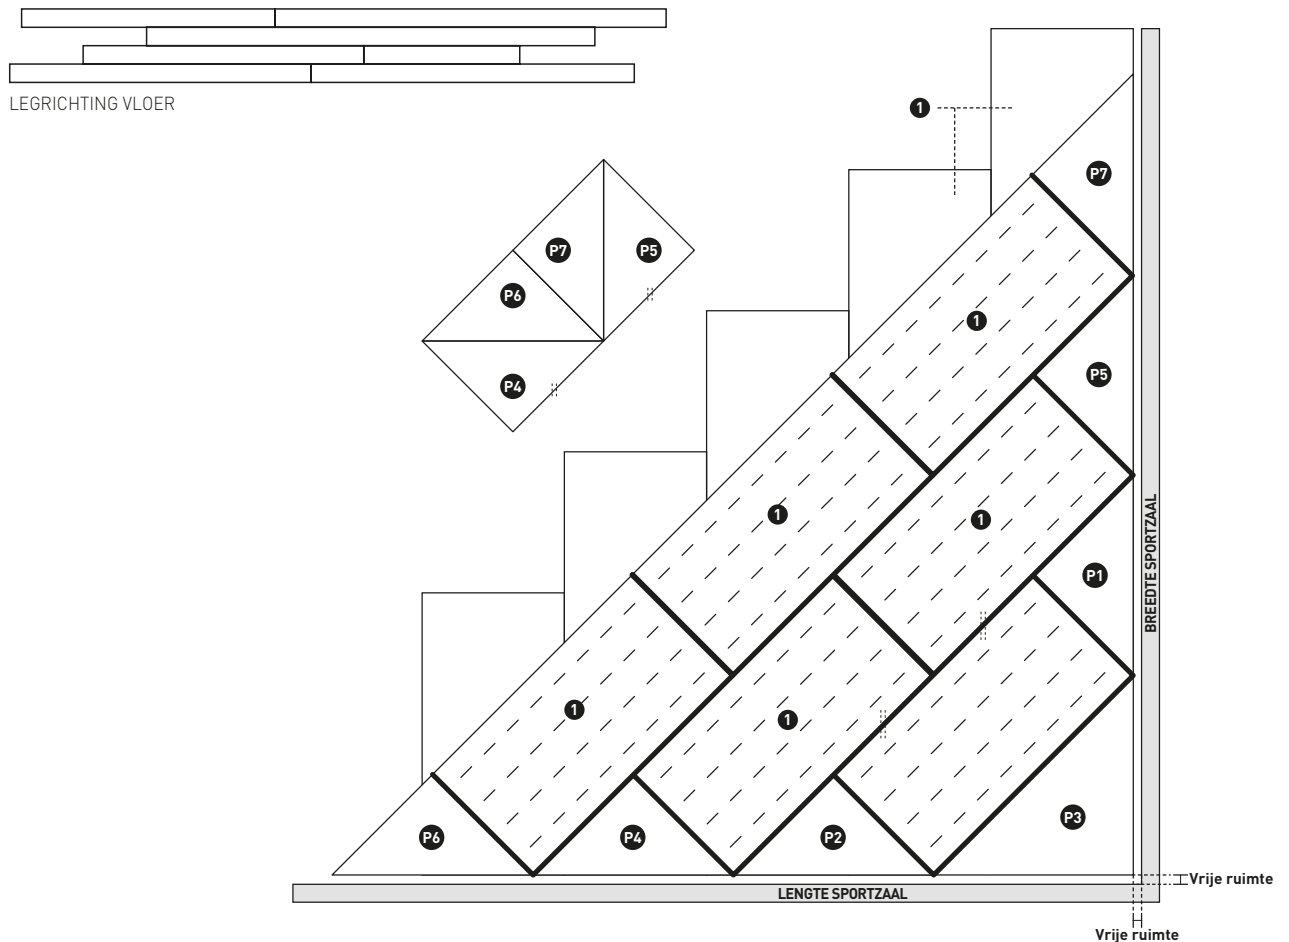 LEGRICHTING VLOER
1
P7
P7
P5
P6
1
P5
P4
1
1
BREEDTE SPORTZAAL
P1
1
1
P3
P6
P4
P2
Vrije ruimte
LENGTE SPORTZAAL
Vrije ruimte